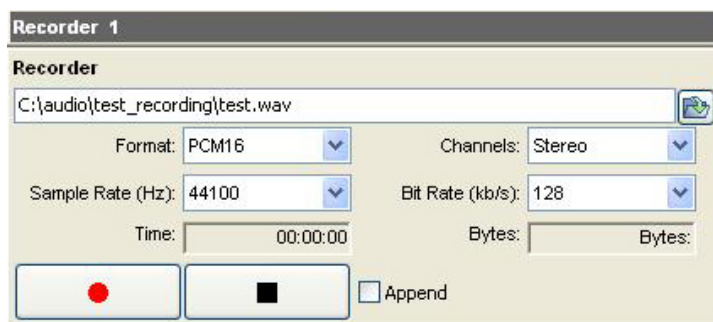 Recorder 1
Recorder
C:\audio\test_recording\test.wav
Format: PCM16 Channels: Stereo
Sample Rate (Hz): 44100 Bit Rate (kb/s): 128
Time: 00:00:00 Bytes: Bytes:
Append